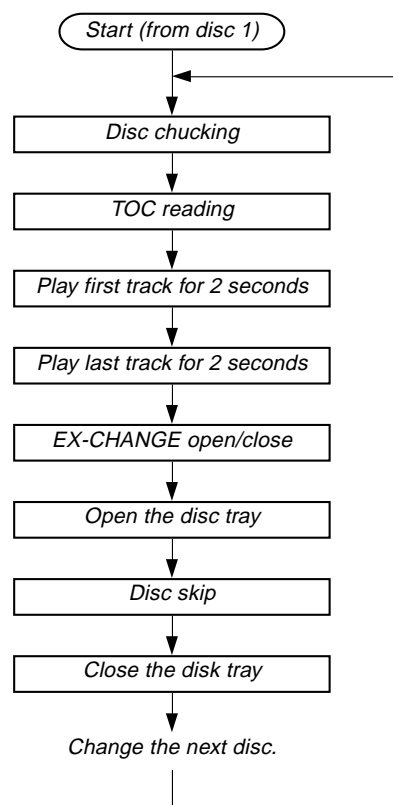 Start (from disc 1)
Disc chucking
TOC reading
Play first track for 2 seconds
Play last track for 2 seconds
EX-CHANGE open/close
Open the disc tray
Disc skip
Close the disk tray
Change the next disc.